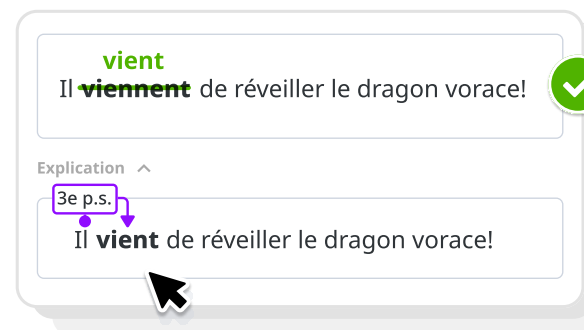 vient
Il viennent de réveiller le dragon vorace!
Explication
3e p.s.
Il vient de réveiller le dragon vorace!